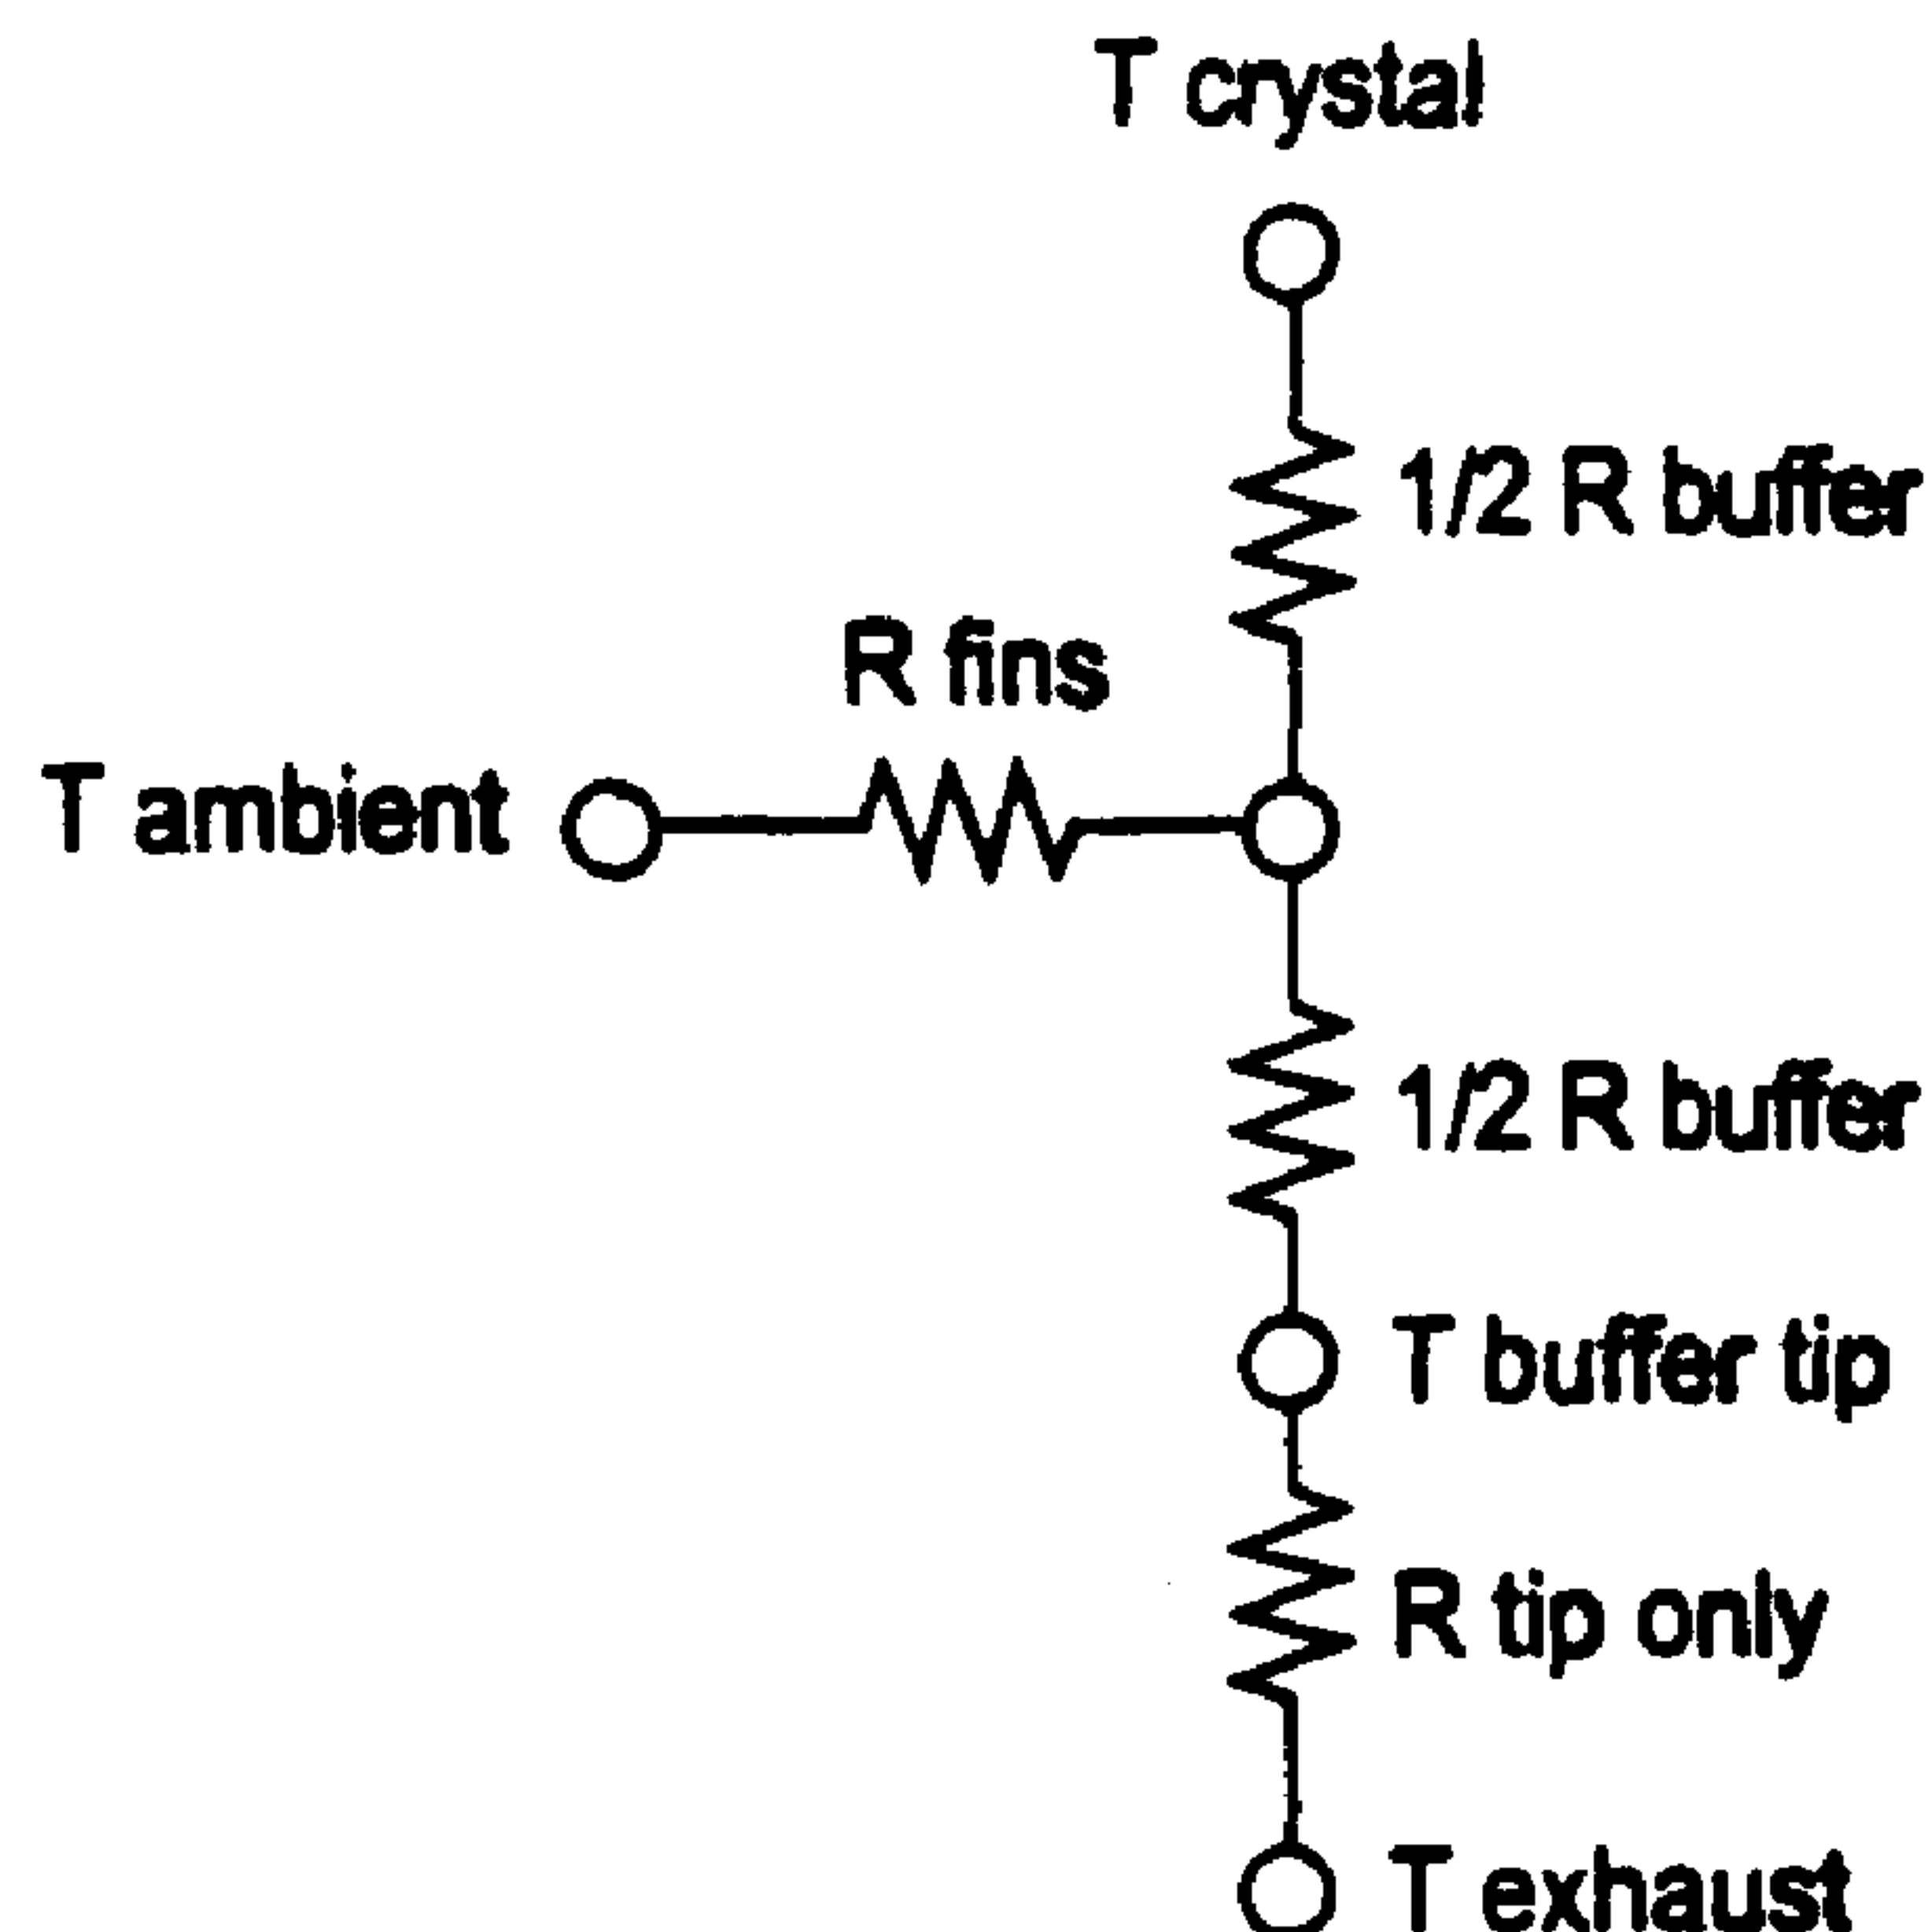 T crystal
1/2 R buffer
R fins
T ambient
1/2 R buffer
T buffer tip
R tip only
T exhaust